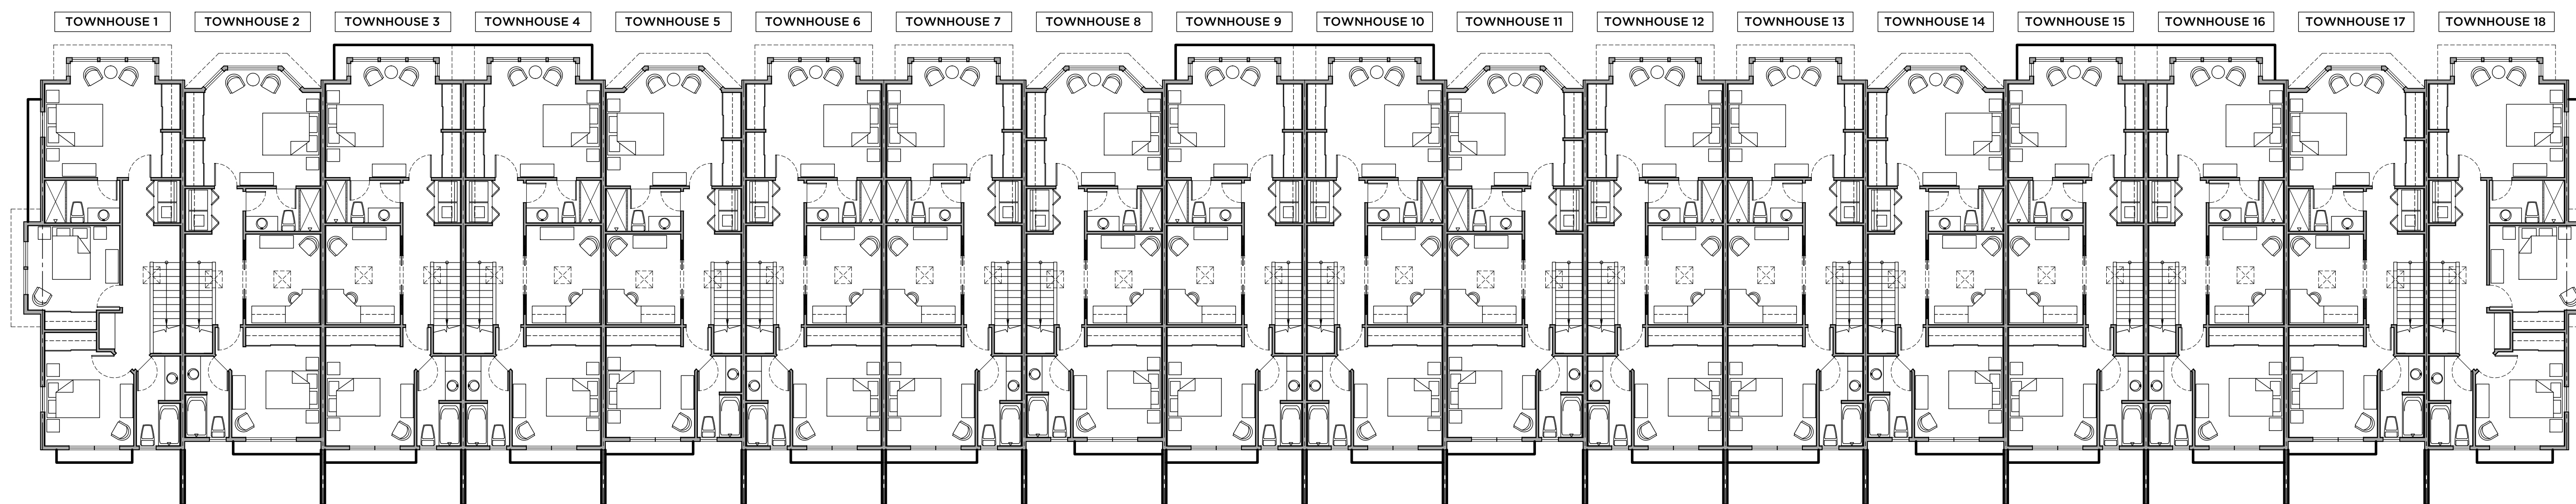 TOWNHOUSE 1
TOWNHOUSE 2
TOWNHOUSE 3
TOWNHOUSE 4
TOWNHOUSE 5
TOWNHOUSE 6
TOWNHOUSE 7
TOWNHOUSE 8
TOWNHOUSE 9
TOWNHOUSE 10
TOWNHOUSE 11
TOWNHOUSE 12
TOWNHOUSE 13
TOWNHOUSE 14
TOWNHOUSE 15
TOWNHOUSE 16
TOWNHOUSE 17
TOWNHOUSE 18